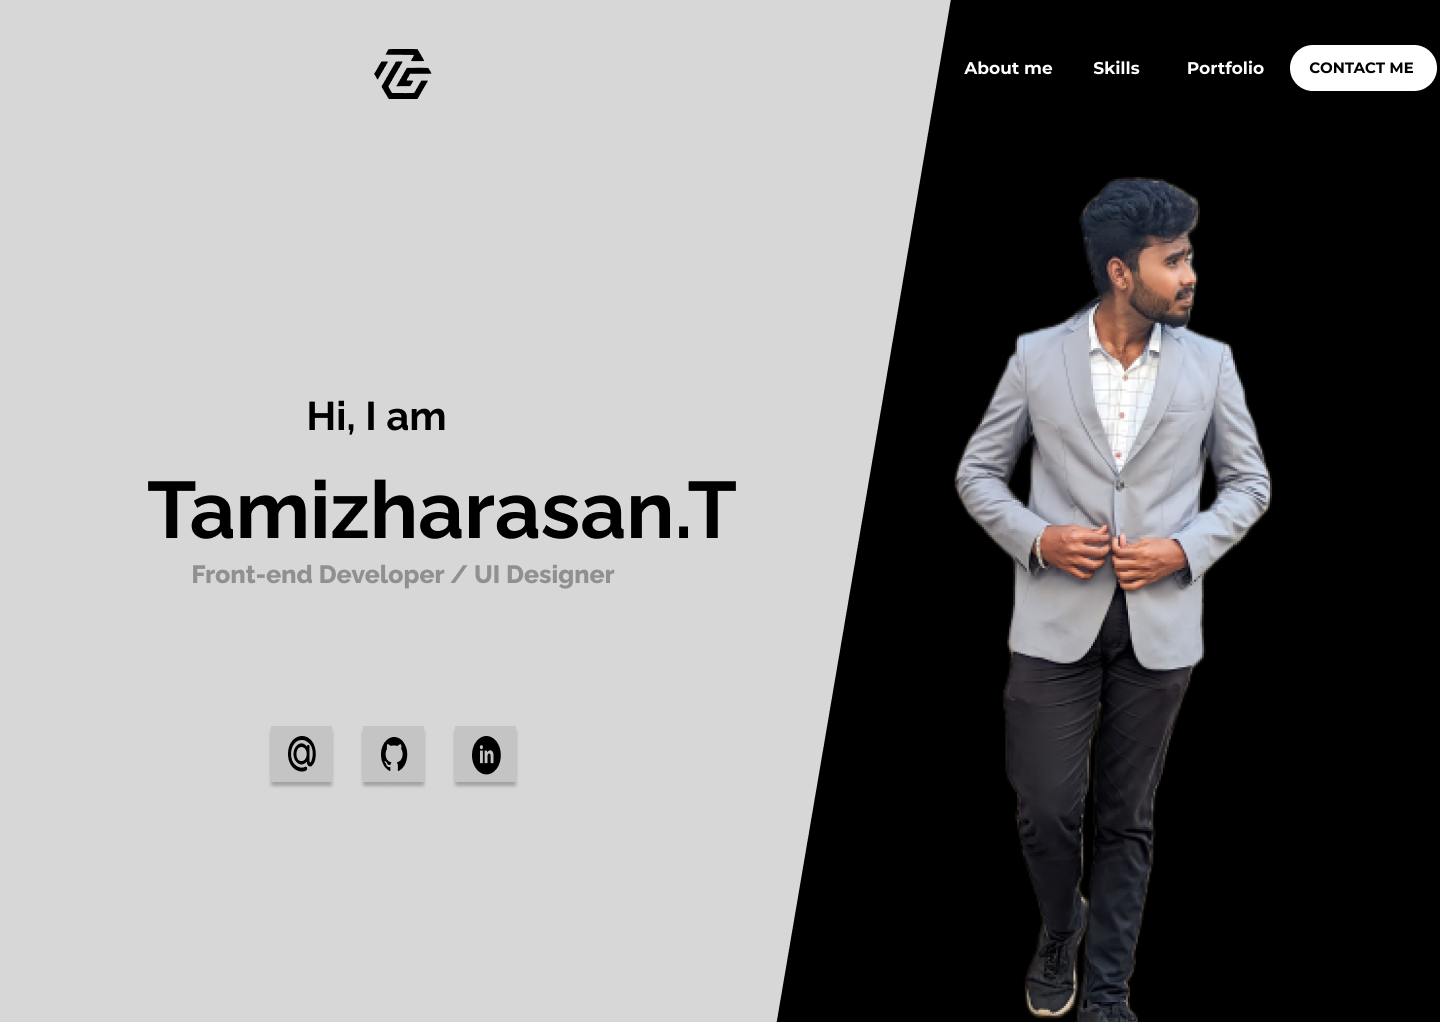 About me Skills Portfolio CONTACT ME
Hi, I am
Tamizharasan.T
Front-end Developer / UI Designer
@
in